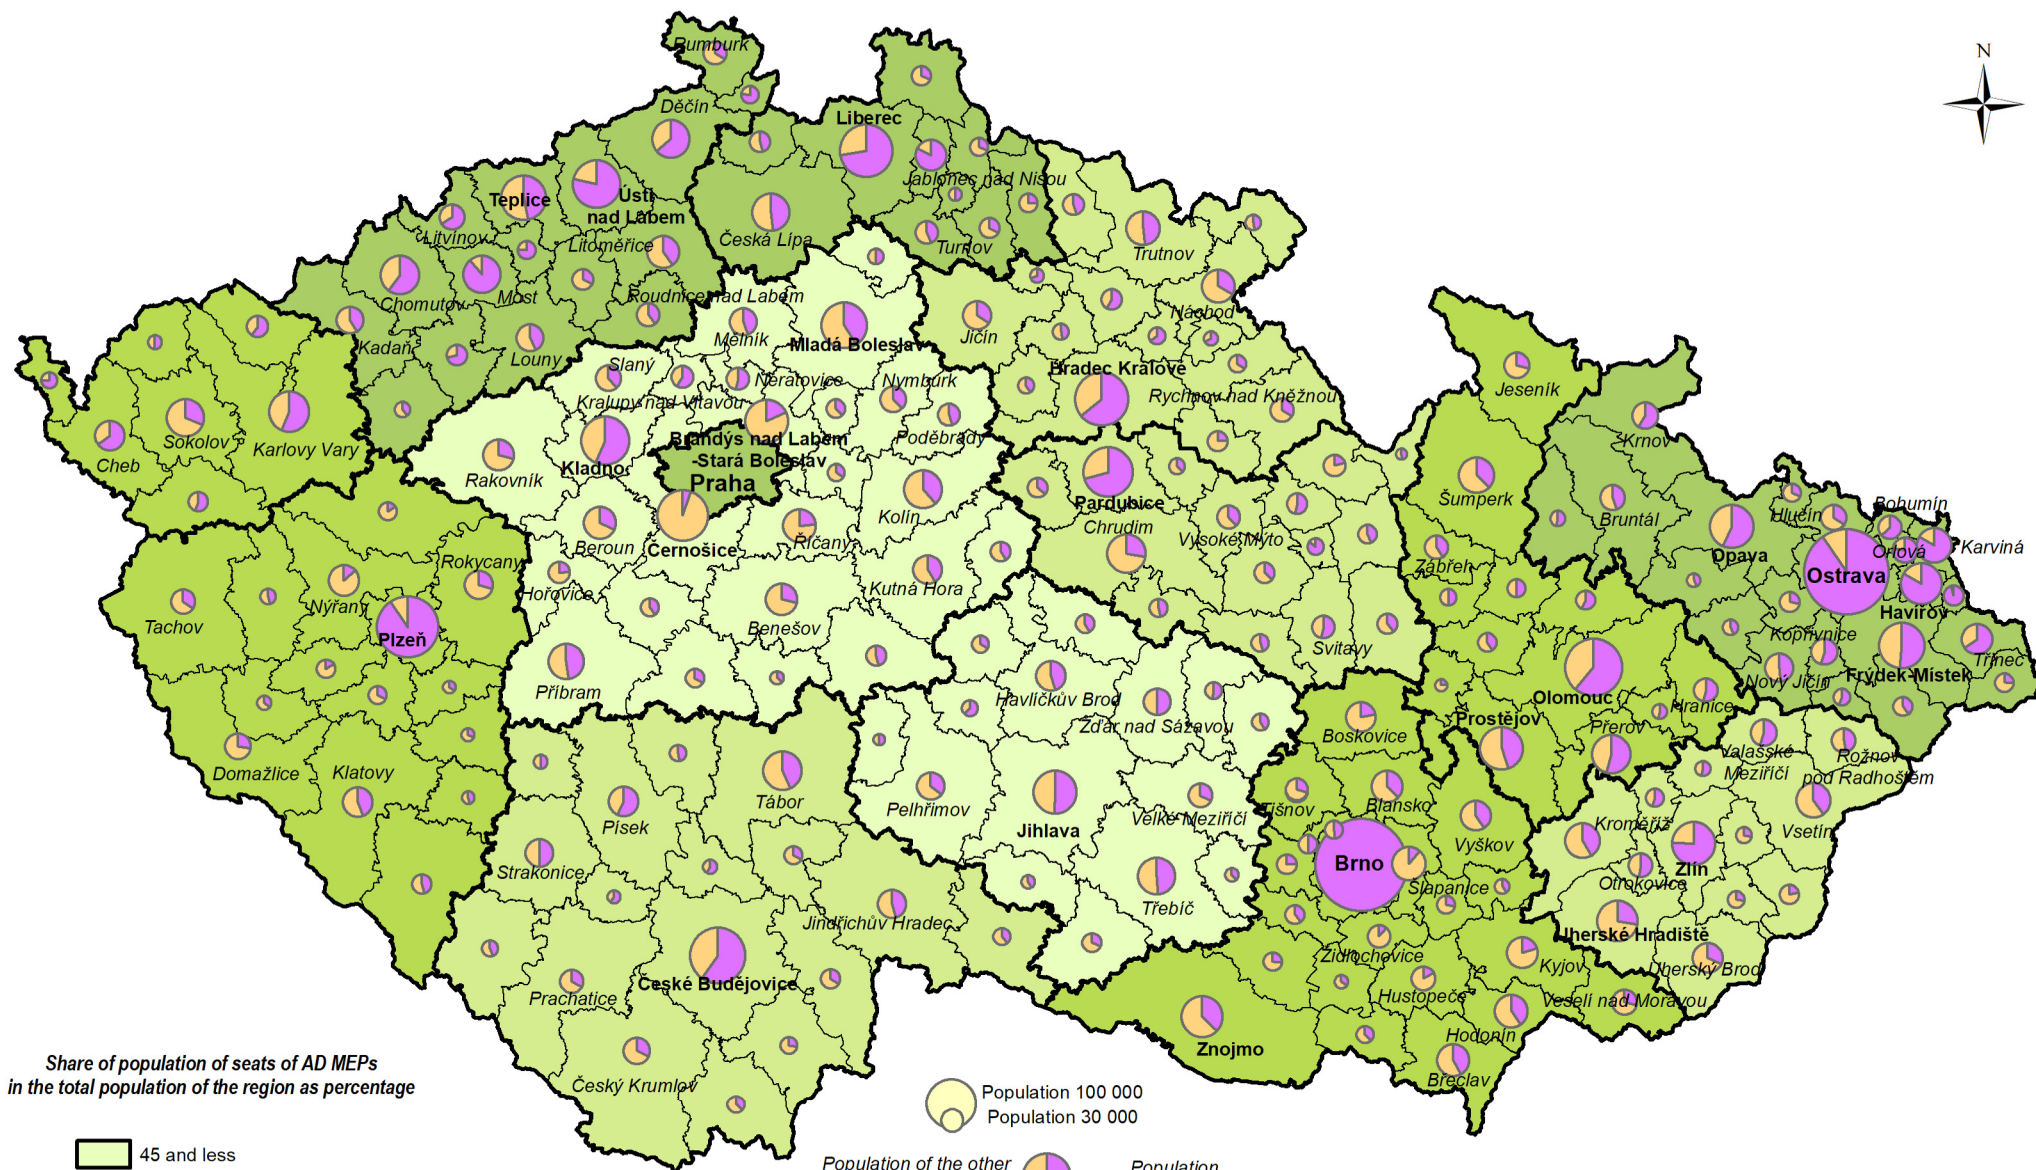 N
Rumburk
Děčín
Liberec
Jablonec nad Nisou
Teplice
Ústí
nad Labem
Litvínov
Litoměřice
Česká Lípa
Turnov
Trutnov
Chomutov
Most
Roudnice nad Labem
Náchod
Kadaň
Louny
Mělník
Mladá Boleslav
Jičín
Slaný
Neratovice
Nymburk
Hradec Králové
Jeseník
Kralupy nad Vltavou
Rychnov nad Kněžnou
Sokolov
Karlovy Vary
Cheb
Poděbrady
Brandýs nad Labem
-Stará Boleslav
Krnov
Kladno
Praha
Rakovník
Pardubice
Šumperk
Bruntál
Hlučín
Bohumín
Kolín
Chrudim
Vysoké Mýto
Beroun
Černošice
Říčany
Opava
Orlová
Karviná
Rokycany
Zábřeh
Ostrava
Nýřany
Hořovice
Kutná Hora
Havířov
Tachov
Plzeň
Benešov
Svitavy
Kopřivnice
Třinec
Příbram
Havlíčkův Brod
Nový Jičín
Frýdek-Místek
Olomouc
Hranice
Žďár nad Sázavou
Prostějov
Přerov
Boskovice
Valašské
Meziříčí
Rožnov
pod Radhoštěm
Domažlice
Klatovy
Tábor
Pelhřimov
Velké Meziříčí
Tišnov
Blansko
Písek
Jihlava
Vyškov
Kroměříž
Vsetín
Strakonice
Brno
Zlín
Šlapanice
Otrokovice
Třebíč
Jindřichův Hradec
Uherské Hradiště
Židlochovice
Kyjov
Uherský Brod
České Budějovice
Prachatice
Hustopeče
Veselí nad Moravou
Hodonín
Znojmo
Břeclav
Český Krumlov
Share of population of seats of AD MEPs
in the total population of the region as percentage
45 and less
Population 100 000
Population 30 000
Population of the other
Population